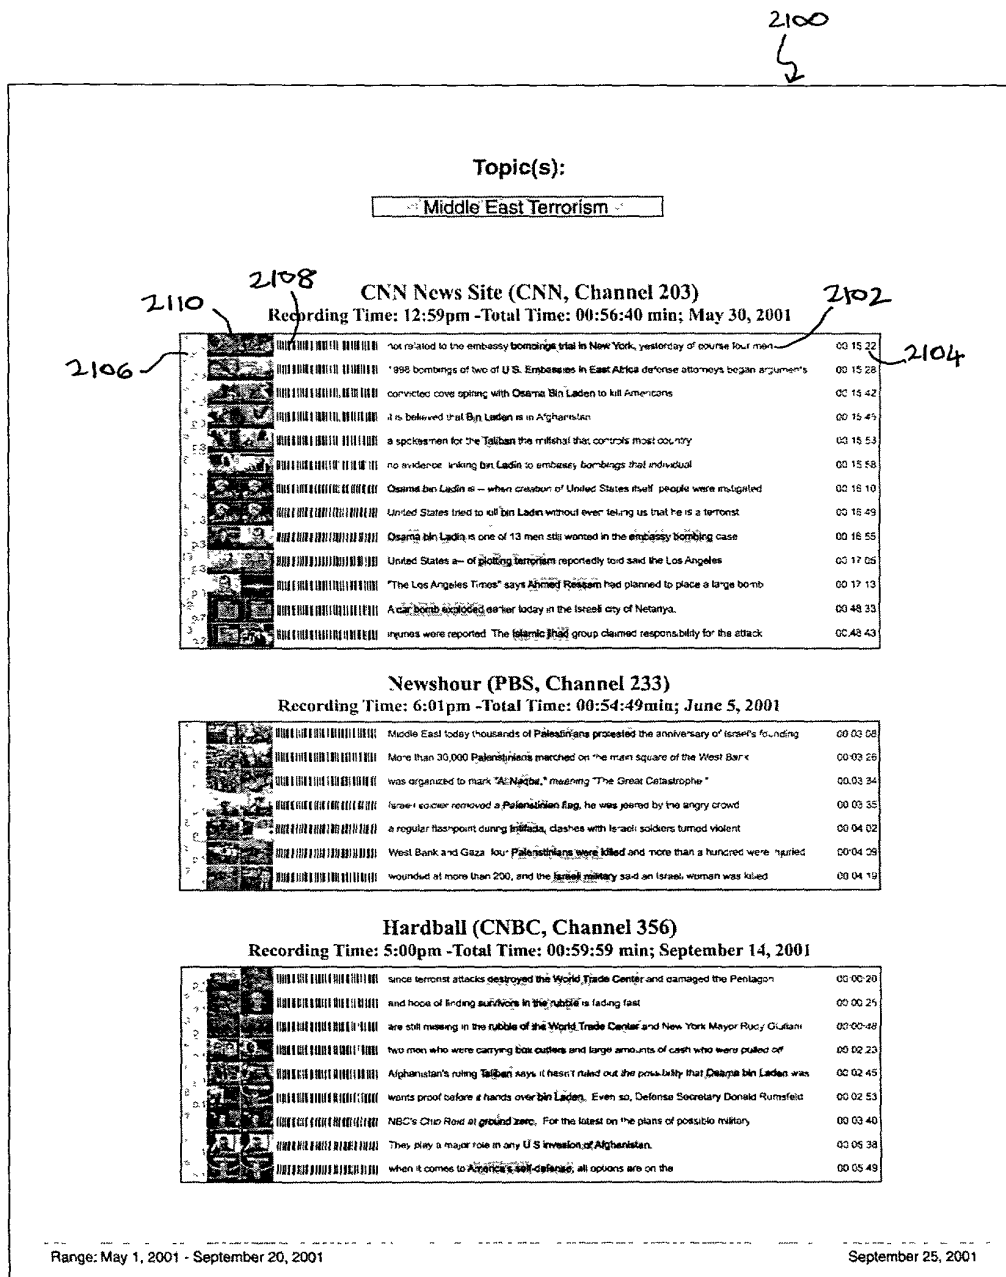 2100
Topic(s):
Middle East Terrorism
2108
2110
CNN News Site (CNN, Channel 203)
2102
Recording Time: 12:59pm -Total Time: 00:56:40 min; May 30, 2001
2106
not related to the embassy bombings trial in New York, yesterday of course four men 00 15 22
2104
1998 bombings of two of U S. Embassies in East Africa defense attorneys began arguments 00 15 28
convicted cove spiring with Osama Bin Laden to kill Americans 00 15 42
it is believed that Bin Laden is in Afghanistan 00 15 45
a spokesmen for the Taliban the militshal that controls most country 00 15 53
no evidence linking bin Ladin to embassy bombings that individual 00 15 58
Osama bin Ladin is – when creation of United States itself people were instigated 00 16 10
United States tried to kill bin Ladin without even telling us that he is a terrorist 00 16 49
Osama bin Ladin is one of 13 men still wanted in the embassy bombing case 00 16 55
United States a– of plotting terrorism reportedly told said the Los Angeles 00 17 05
"The Los Angeles Times" says Ahmed Ressam had planned to place a large bomb 00 17 13
A car bomb exploded earlier today in the Israeli city of Netanya. 00 48 33
injuries were reported The Islamic Jihad group claimed responsibility for the attack 00.48 43
Newshour (PBS, Channel 233)
Recording Time: 6:01pm -Total Time: 00:54:49min; June 5, 2001
Middle East today thousands of Palestinians protested the anniversary of Israel's founding 00 03 08
More than 30,000 Palenstinians marched on the main square of the West Bank 00:03 26
was organized to mark "Al Naqba," meaning "The Great Catastrophe" 00.03 34
Israeli soldier removed a Palenstinien flag, he was jeered by the angry crowd 00 03 35
a regular flashpoint during Intifada, clashes with Israeli soldiers turned violent 00 04 02
West Bank and Gaza four Palenstinians were killed and more than a hundred were injuried 00:04 09
wounded at more than 200, and the Israeli military said an Israeli woman was killed 00 04 19
Hardball (CNBC, Channel 356)
Recording Time: 5:00pm -Total Time: 00:59:59 min; September 14, 2001
since terrorist attacks destroyed the World Trade Center and damaged the Pentagon 00 00 20
and hope of finding survivors in the rubble is fading fast 00 00 25
are still missing in the rubble of the World Trade Center and New York Mayor Rudy Giuliani 00 00 48
two men who were carrying box cutters and large amounts of cash who were pulled off 00 02 23
Afghanistan's ruling Taliban says it hasn't ruled out the possibility that Osama bin Laden was 00 02 45
wants proof before it hands over bin Laden. Even so, Defense Secretary Donald Rumsfeld 00 02 53
NBC's Chip Reid at ground zero. For the latest on the plans of possible military 00 03 40
They play a major role in any U S invasion of Afghanistan. 00 05 38
when it comes to America's self-defense, all options are on the 00 05 49
Range: May 1, 2001 - September 20, 2001
September 25, 2001